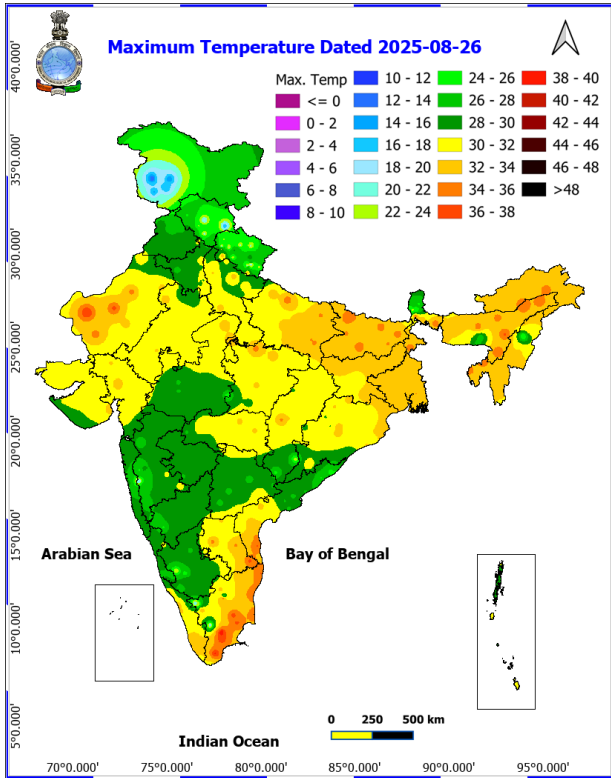 Maximum Temperature Dated 2025-08-26
Max. Temp
<= 0
0 - 2
2 - 4
4 - 6
6 - 8
8 - 10
10 - 12
12 - 14
14 - 16
16 - 18
18 - 20
20 - 22
22 - 24
24 - 26
26 - 28
28 - 30
30 - 32
32 - 34
34 - 36
36 - 38
38 - 40
40 - 42
42 - 44
44 - 46
46 - 48
>48
40°0.000'
35°0.000'
30°0.000'
25°0.000'
20°0.000'
15°0.000'
10°0.000'
5°0.000'
Arabian Sea
Bay of Bengal
Indian Ocean
0 250 500 km
70°0.000' 75°0.000' 80°0.000' 85°0.000' 90°0.000' 95°0.000'